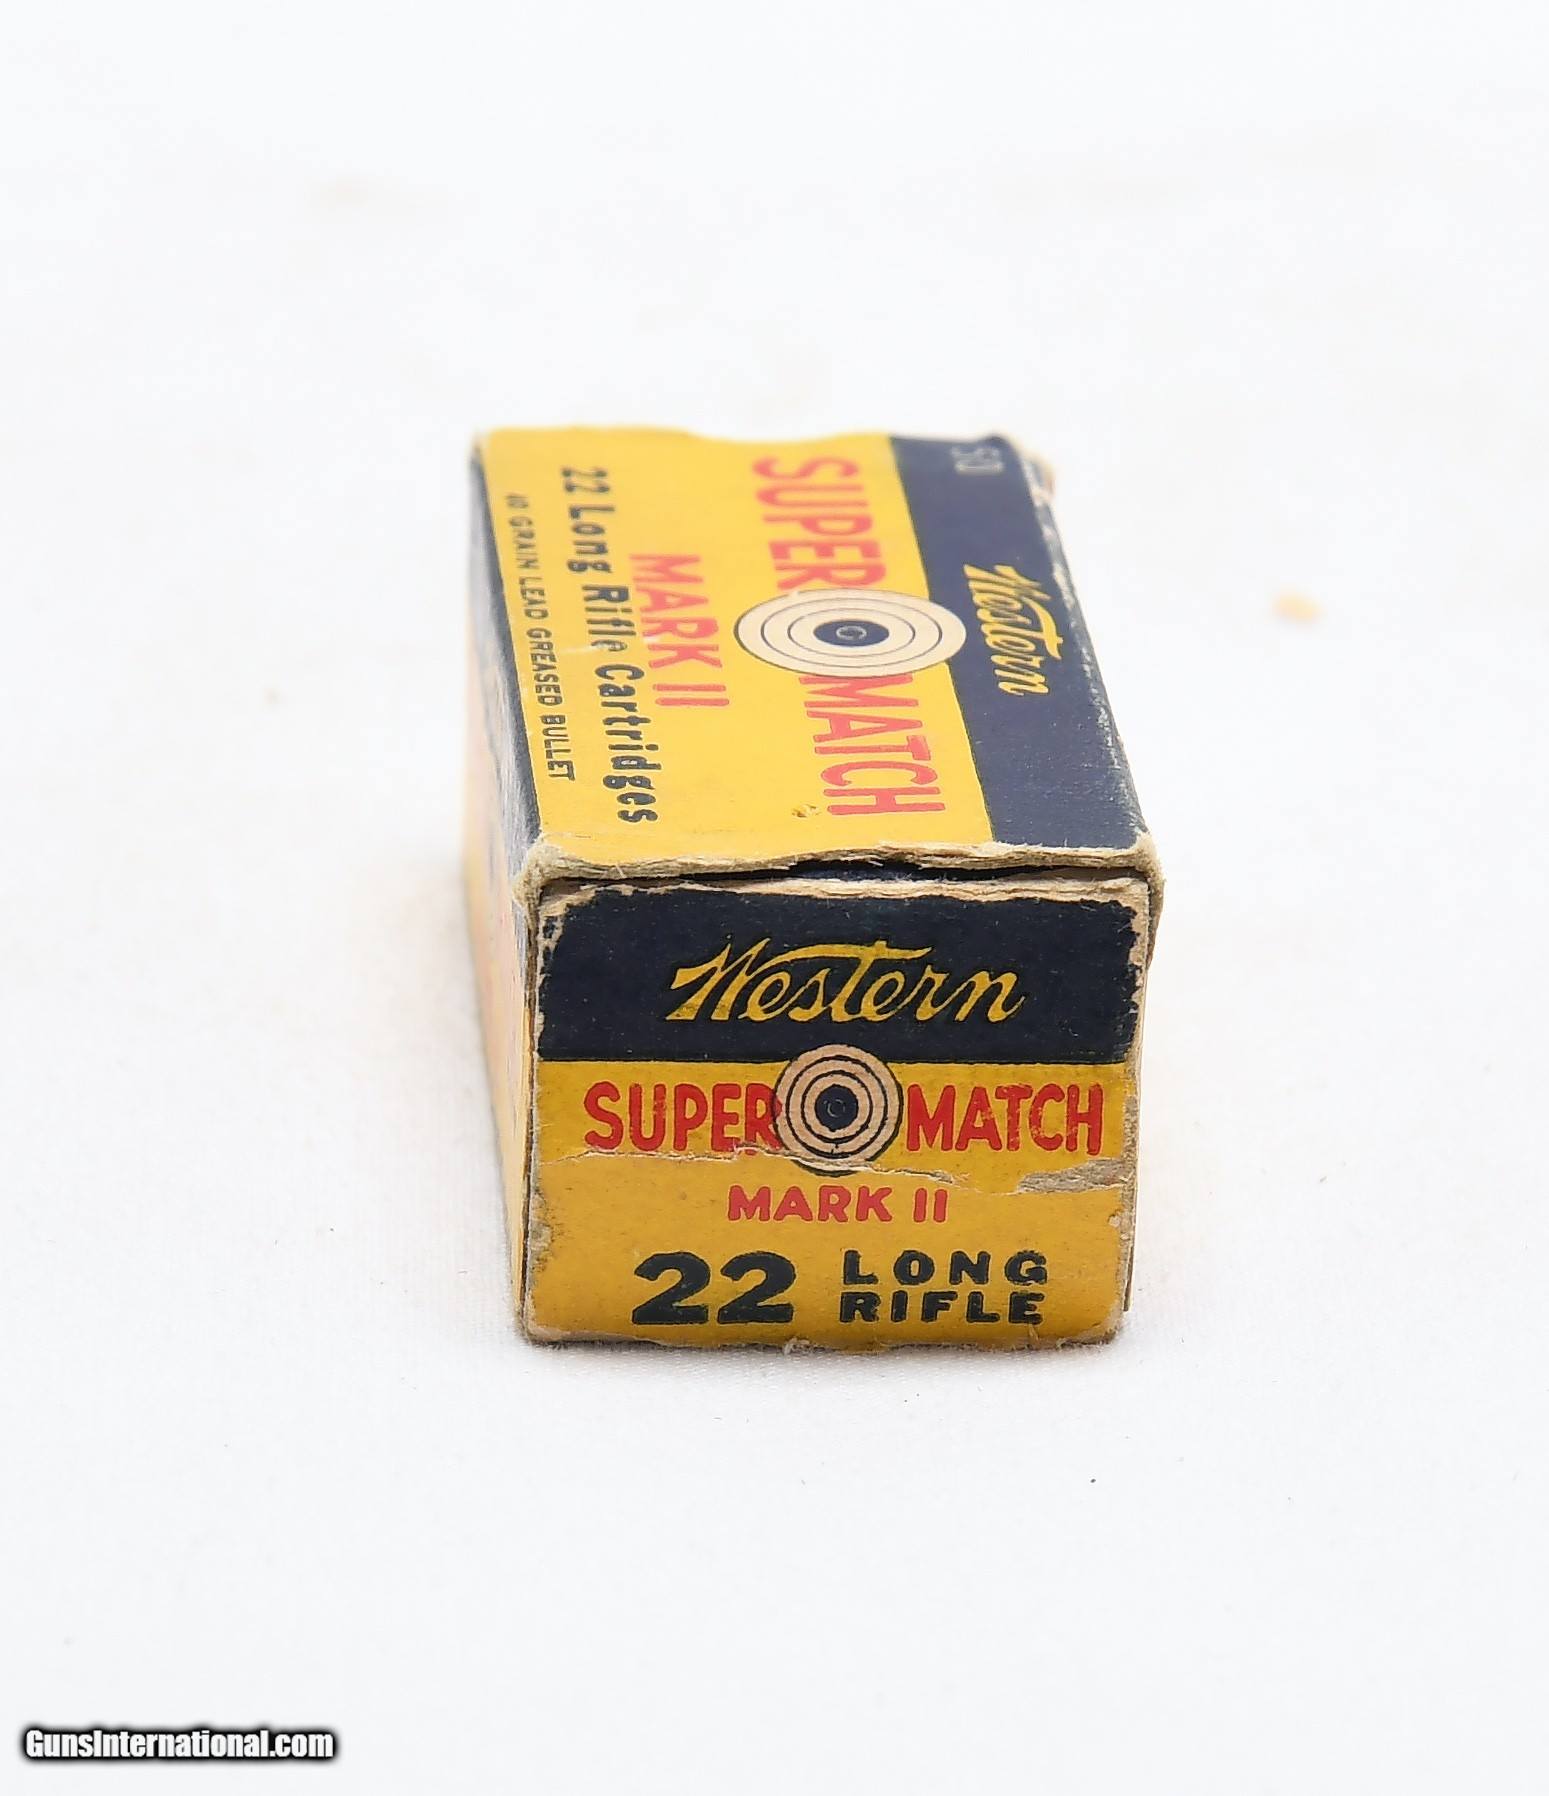 50
Western
SUPER MATCH
MARK II
22 Long Rifle Cartridges
40 GRAIN LEAD GREASED BULLET
Western
SUPER MATCH
MARK II
22 LONG RIFLE
GunsInternational.com